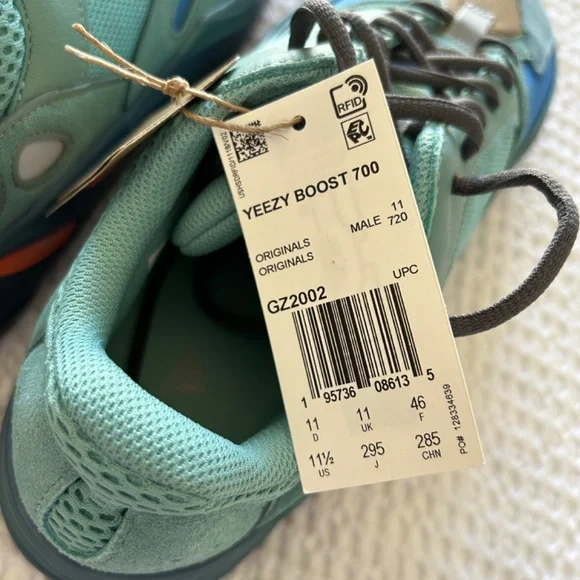 RFID
EPC
YEEZY BOOST 700
MALE 11
720
ORIGINALS
ORIGINALS
GZ2002
UPC
1 95736 08613 5
11 11 46
D UK F
11½ 295 285
US J CHN
PO# 128334639